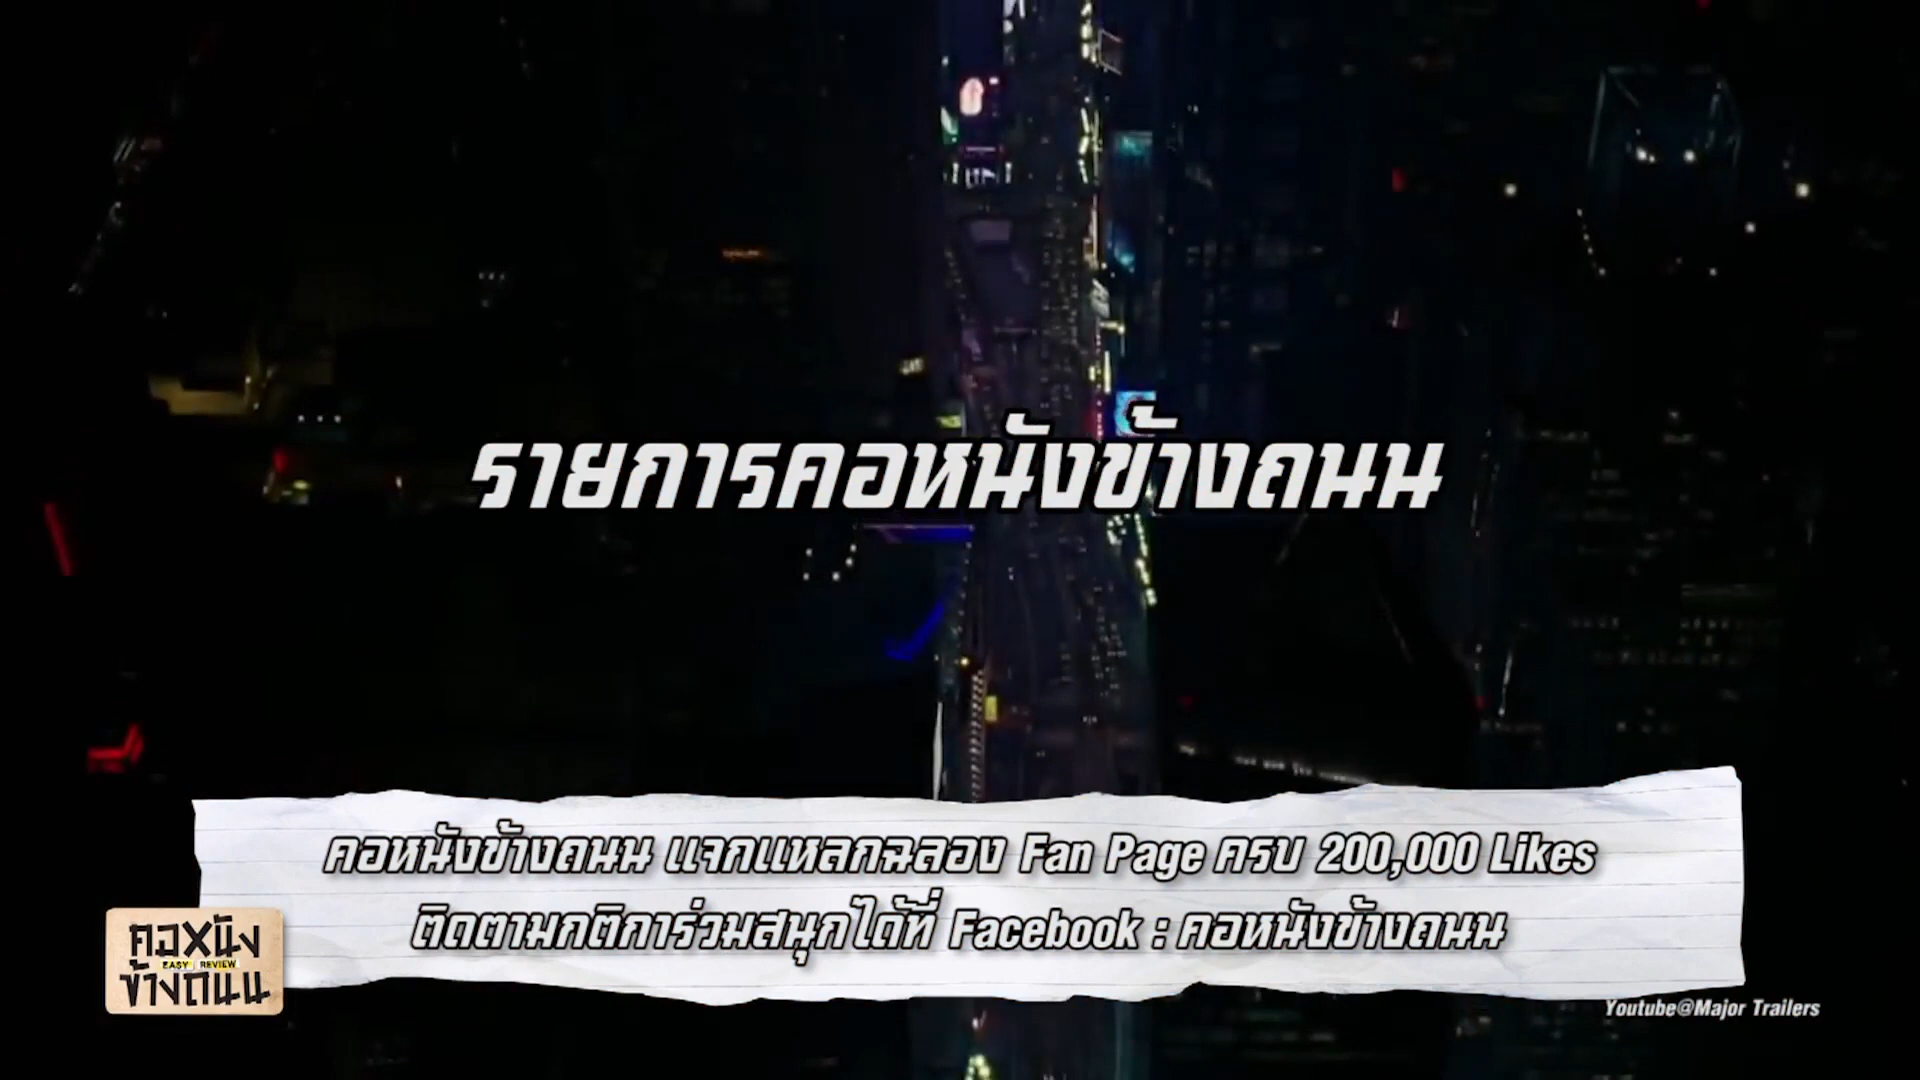 รายการคอหนังข้างถนน
คอหนังข้างถนน แจกแหลกฉลอง Fan Page ครบ 200,000 Likes
ติดตามกติการ่วมสนุกได้ที่ Facebook : คอหนังข้างถนน
คอหนัง
EASY REVIEW
ข้างถนน
Youtube@Major Trailers